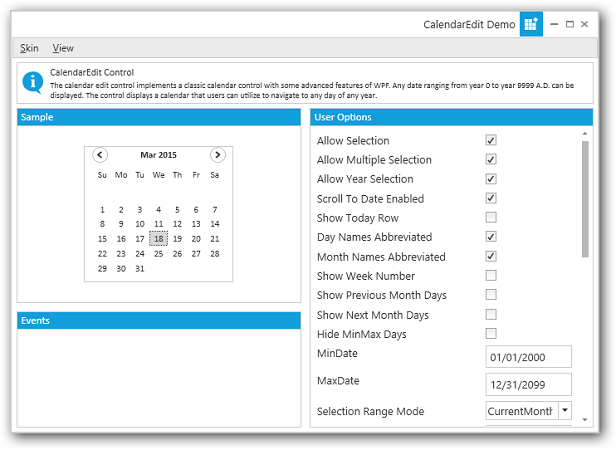 CalendarEdit Demo
Skin View
CalendarEdit Control
The calendar edit control implements a classic calendar control with some advanced features of WPF. Any date ranging from year 0 to year 9999 A.D. can be
displayed. The control displays a calendar that users can utilize to navigate to any day of any year.
Sample
Mar 2015
Su Mo Tu We Th Fr Sa
1 2 3 4 5 6 7
8 9 10 11 12 13 14
15 16 17 18 19 20 21
22 23 24 25 26 27 28
29 30 31
Events
User Options
Allow Selection
Allow Multiple Selection
Allow Year Selection
Scroll To Date Enabled
Show Today Row
Day Names Abbreviated
Month Names Abbreviated
Show Week Number
Show Previous Month Days
Show Next Month Days
Hide MinMax Days
MinDate 01/01/2000
MaxDate 12/31/2099
Selection Range Mode CurrentMonth